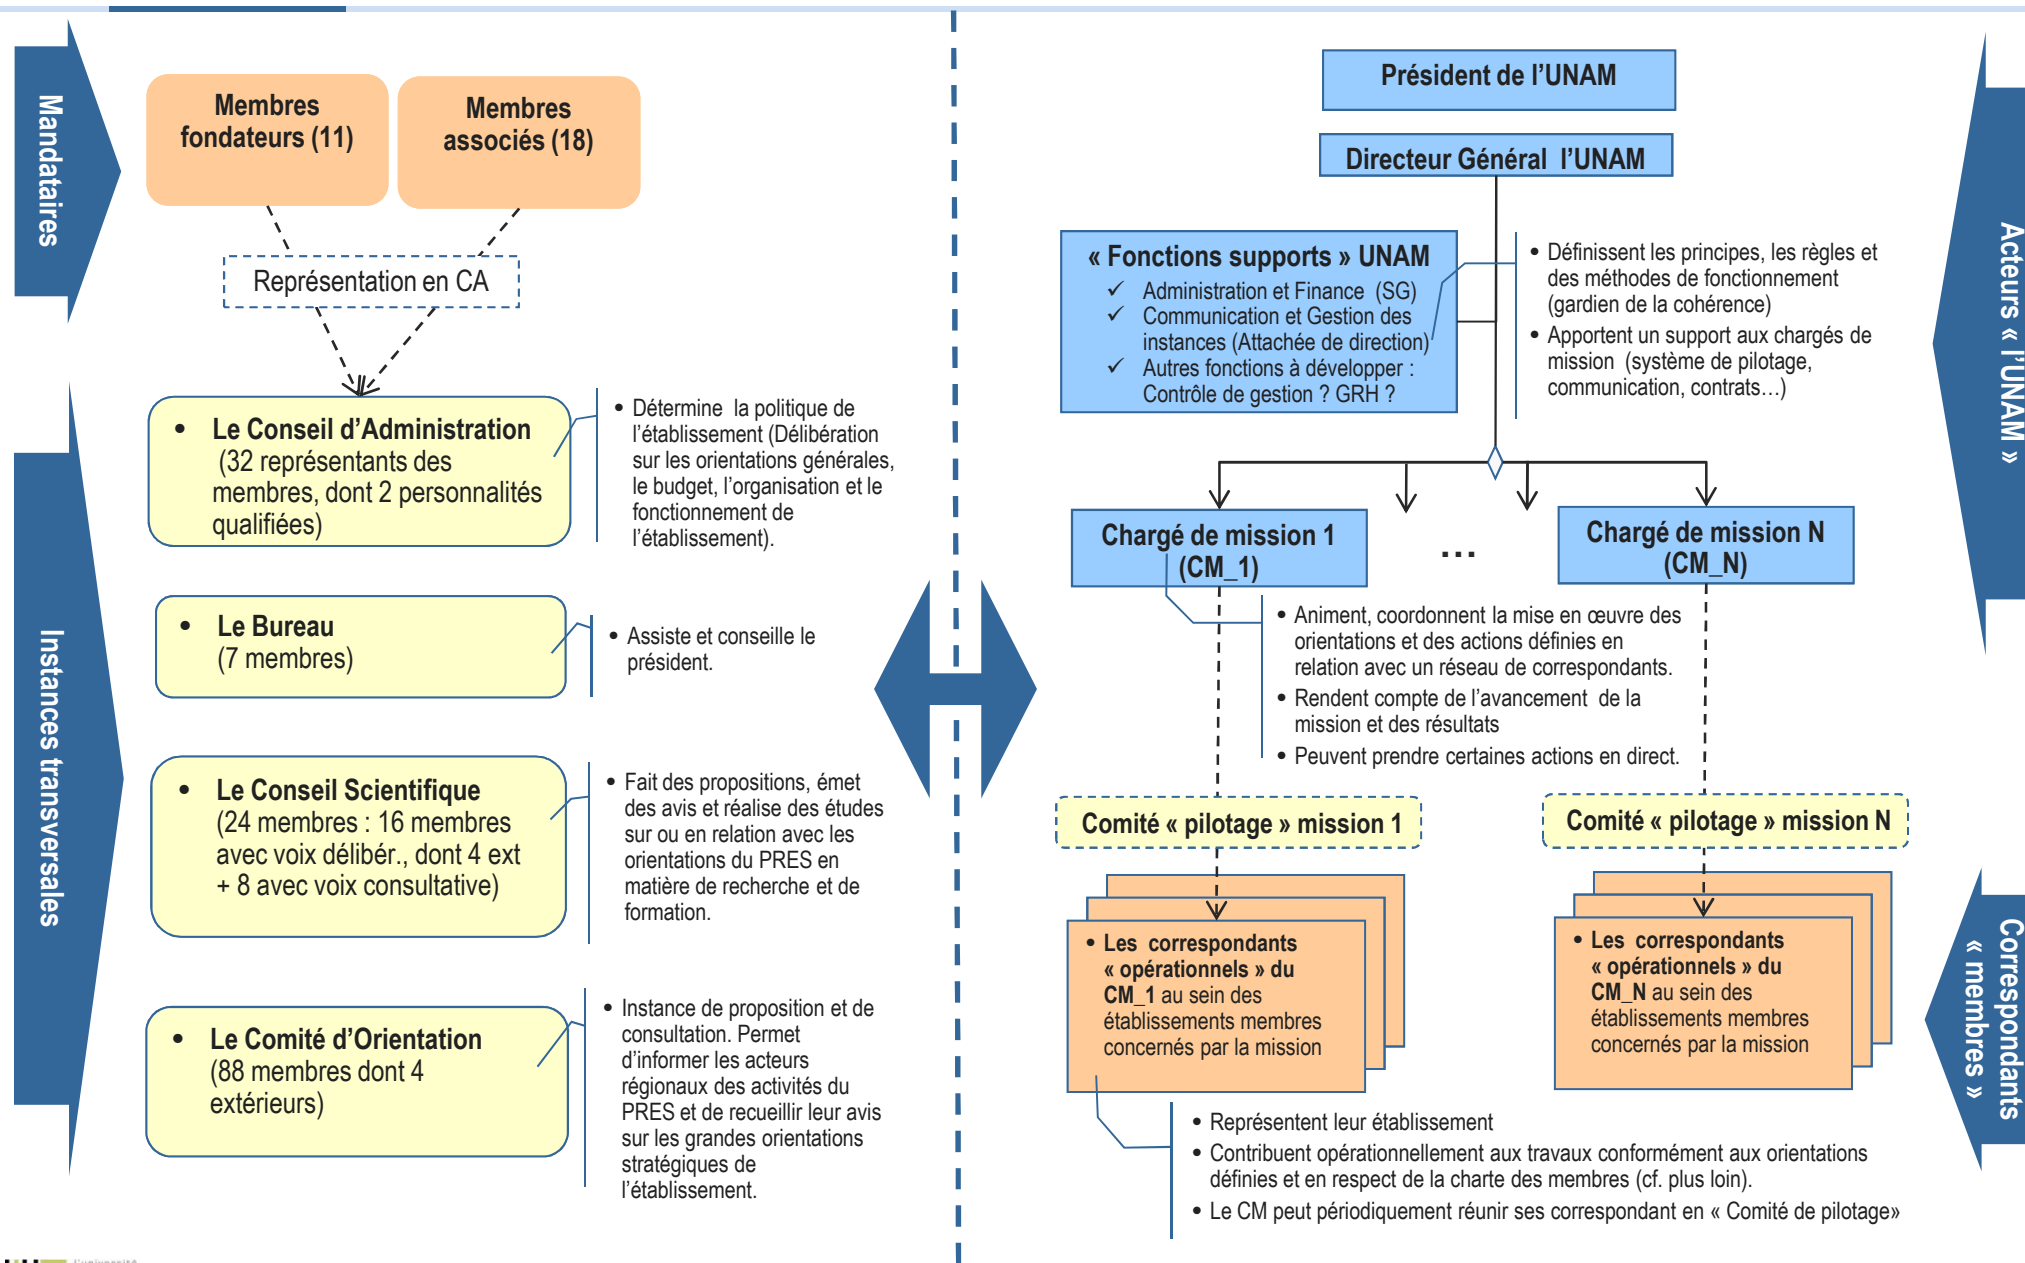 Mandataires
Membres
fondateurs (11)
Membres
associés (18)
Représentation en CA
Instances transversales
• Le Conseil d’Administration
(32 représentants des
membres, dont 2 personnalités
qualifiées)
• Détermine la politique de
l’établissement (Délibération
sur les orientations générales,
le budget, l’organisation et le
fonctionnement de
l’établissement).
• Le Bureau
(7 membres)
• Assiste et conseille le
président.
• Le Conseil Scientifique
(24 membres : 16 membres
avec voix délibér., dont 4 ext
+ 8 avec voix consultative)
• Fait des propositions, émet
des avis et réalise des études
sur ou en relation avec les
orientations du PRES en
matière de recherche et de
formation.
• Le Comité d’Orientation
(88 membres dont 4
extérieurs)
• Instance de proposition et de
consultation. Permet
d’informer les acteurs
régionaux des activités du
PRES et de recueillir leur avis
sur les grandes orientations
stratégiques de
l’établissement.
Président de l’UNAM
Directeur Général l’UNAM
« Fonctions supports » UNAM
✓ Administration et Finance (SG)
✓ Communication et Gestion des
instances (Attachée de direction)
✓ Autres fonctions à développer :
Contrôle de gestion ? GRH ?
• Définissent les principes, les règles et
des méthodes de fonctionnement
(gardien de la cohérence)
• Apportent un support aux chargés de
mission (système de pilotage,
communication, contrats…)
Acteurs « l’UNAM »
Chargé de mission 1
(CM_1)
...
Chargé de mission N
(CM_N)
• Animent, coordonnent la mise en œuvre des
orientations et des actions définies en
relation avec un réseau de correspondants.
• Rendent compte de l’avancement de la
mission et des résultats
• Peuvent prendre certaines actions en direct.
Comité « pilotage » mission 1
Comité « pilotage » mission N
• Les correspondants
« opérationnels » du
CM_1 au sein des
établissements membres
concernés par la mission
• Les correspondants
« opérationnels » du
CM_N au sein des
établissements membres
concernés par la mission
Correspondants
« membres »
• Représentent leur établissement
• Contribuent opérationnellement aux travaux conformément aux orientations
définies et en respect de la charte des membres (cf. plus loin).
• Le CM peut périodiquement réunir ses correspondant en « Comité de pilotage»